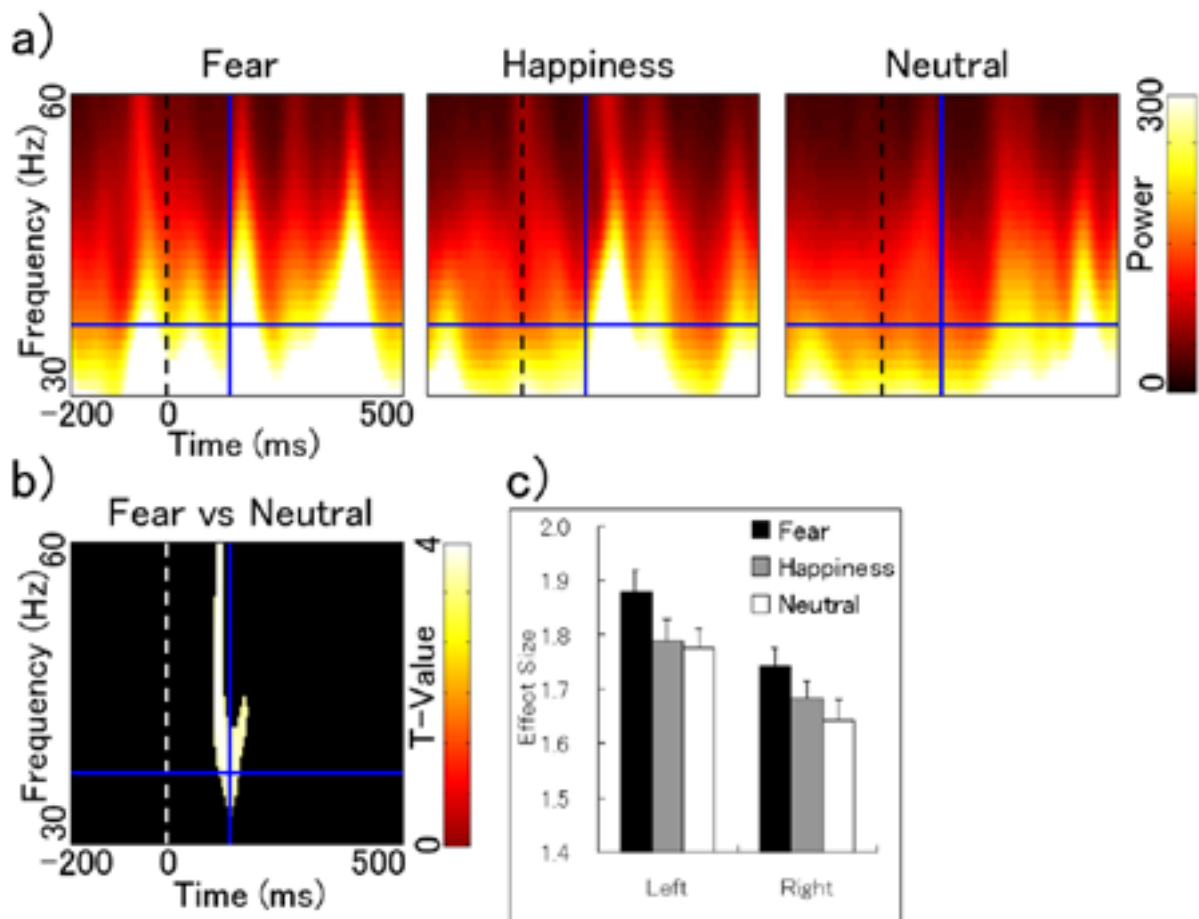 a)
Fear Happiness Neutral
Frequency (Hz)
60
30
-200 0 500
Time (ms)
Power
300
0
b)
Fear vs Neutral
Frequency (Hz)
60
30
-200 0 500
Time (ms)
T-Value
4
0
c)
Effect Size
2.0
1.9
1.8
1.7
1.6
1.5
1.4
Fear
Happiness
Neutral
Left Right